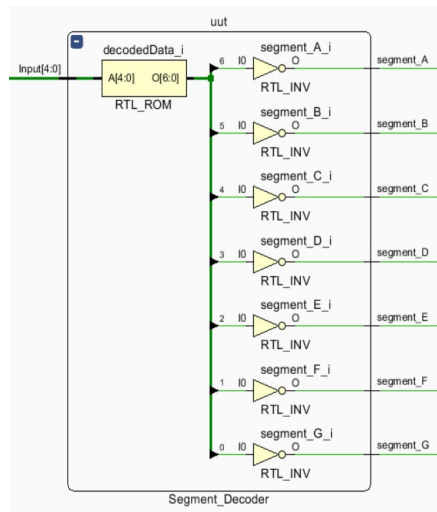 uut
decodedData_i
Input[4:0]
A[4:0] O[6:0]
RTL_ROM
segment_A_i
6 I0 O
segment_A
RTL_INV
segment_B_i
5 I0 O
segment_B
RTL_INV
segment_C_i
4 I0 O
segment_C
RTL_INV
segment_D_i
3 I0 O
segment_D
RTL_INV
segment_E_i
2 I0 O
segment_E
RTL_INV
segment_F_i
1 I0 O
segment_F
RTL_INV
segment_G_i
0 I0 O
segment_G
RTL_INV
Segment_Decoder